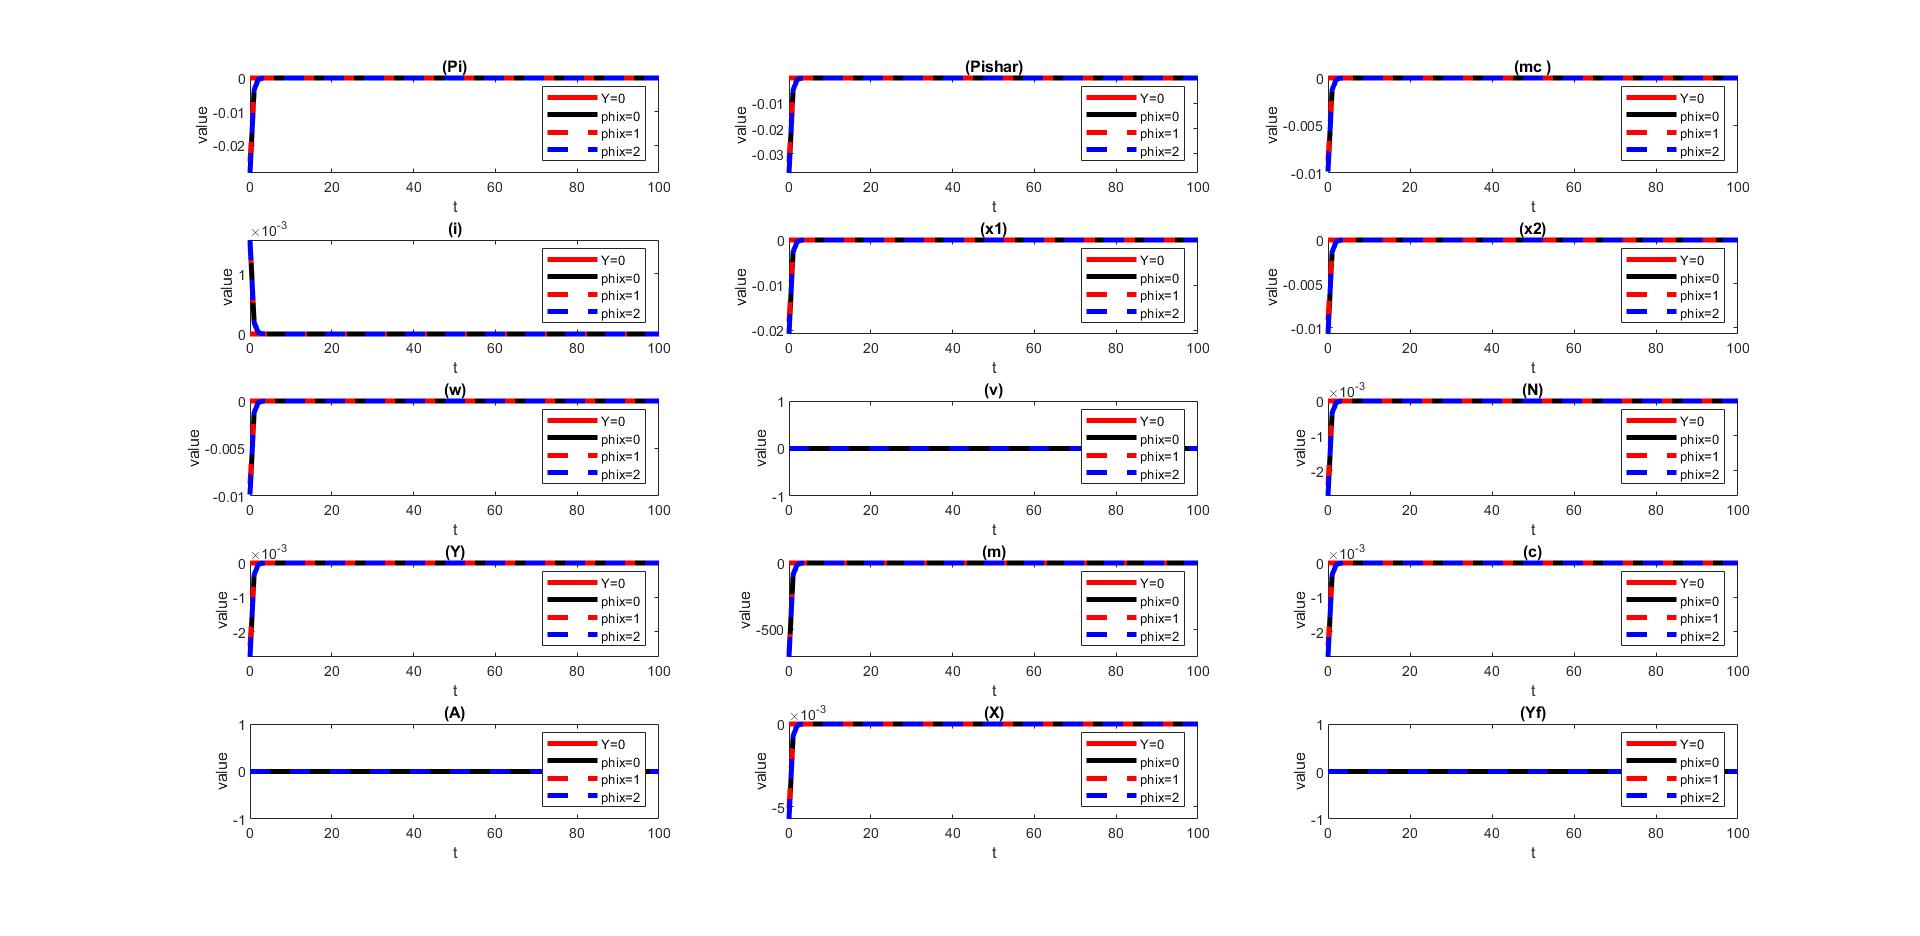 (Pi)
value
0
-0.01
-0.02
Y=0
phix=0
phix=1
phix=2
0 20 40 60 80 100
t
(Pishar)
value
-0.01
-0.02
-0.03
Y=0
phix=0
phix=1
phix=2
0 20 40 60 80 100
t
(mc )
value
0
-0.005
-0.01
Y=0
phix=0
phix=1
phix=2
0 20 40 60 80 100
t
(i)
×10-3
value
1
0
Y=0
phix=0
phix=1
phix=2
0 20 40 60 80 100
t
(x1)
value
0
-0.01
-0.02
Y=0
phix=0
phix=1
phix=2
0 20 40 60 80 100
t
(x2)
value
0
-0.005
-0.01
Y=0
phix=0
phix=1
phix=2
0 20 40 60 80 100
t
(w)
value
0
-0.005
-0.01
Y=0
phix=0
phix=1
phix=2
0 20 40 60 80 100
t
(v)
value
1
0
-1
Y=0
phix=0
phix=1
phix=2
0 20 40 60 80 100
t
(N)
×10-3
value
0
-1
-2
Y=0
phix=0
phix=1
phix=2
0 20 40 60 80 100
t
(Y)
×10-3
value
0
-1
-2
Y=0
phix=0
phix=1
phix=2
0 20 40 60 80 100
t
(m)
value
0
-500
Y=0
phix=0
phix=1
phix=2
0 20 40 60 80 100
t
(c)
×10-3
value
0
-1
-2
Y=0
phix=0
phix=1
phix=2
0 20 40 60 80 100
t
(A)
value
1
0
-1
Y=0
phix=0
phix=1
phix=2
0 20 40 60 80 100
t
(X)
×10-3
value
0
-5
Y=0
phix=0
phix=1
phix=2
0 20 40 60 80 100
t
(Yf)
value
1
0
-1
Y=0
phix=0
phix=1
phix=2
0 20 40 60 80 100
t